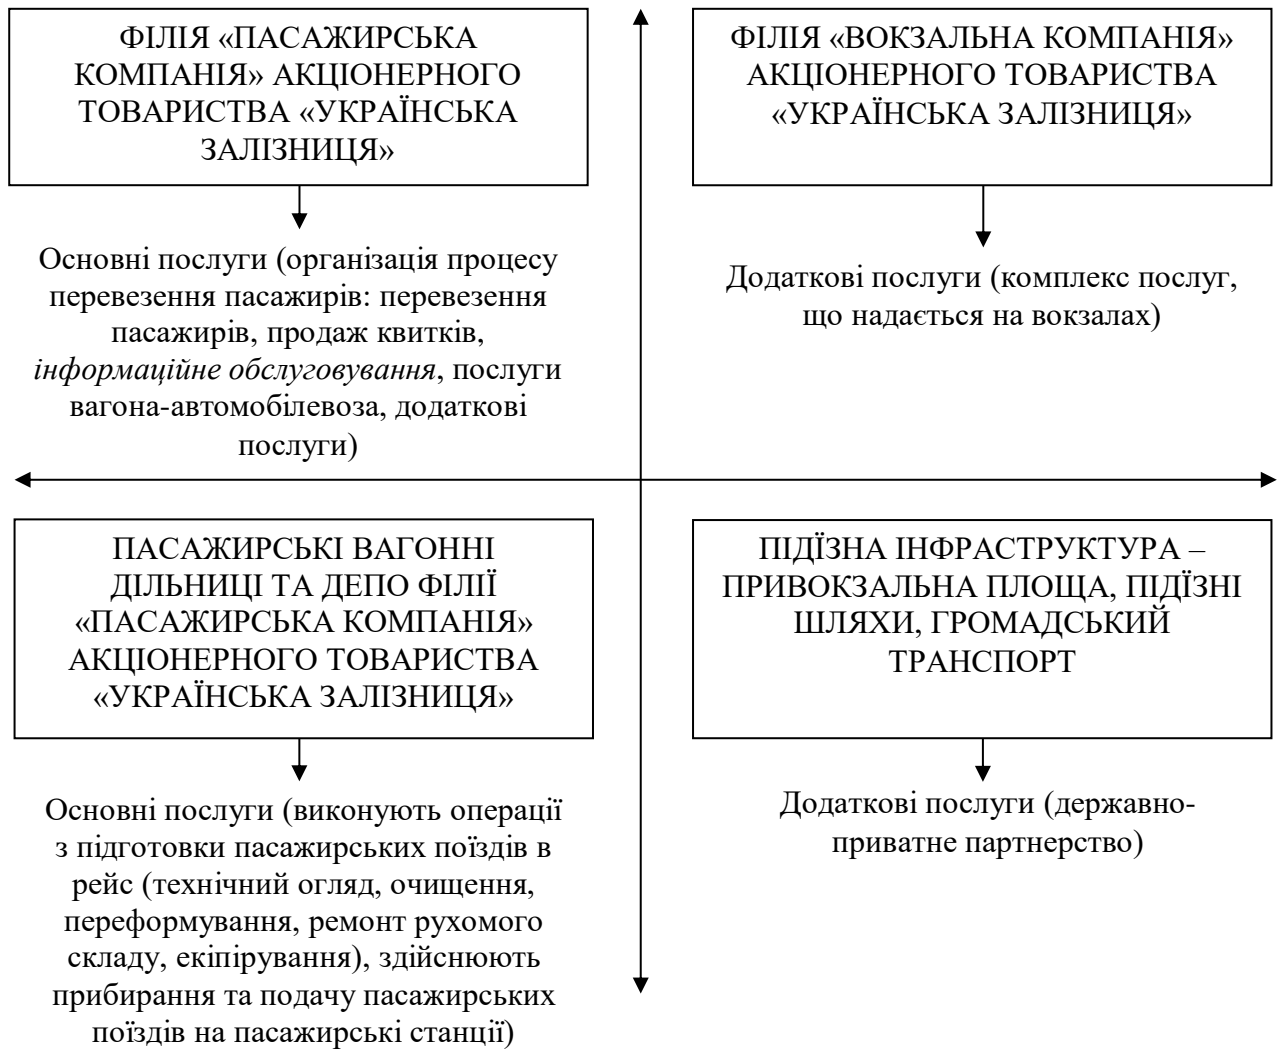 ФІЛІЯ «ПАСАЖИРСЬКА
КОМПАНІЯ» АКЦІОНЕРНОГО
ТОВАРИСТВА «УКРАЇНСЬКА
ЗАЛІЗНИЦЯ»
Основні послуги (організація процесу
перевезення пасажирів: перевезення
пасажирів, продаж квитків,
інформаційне обслуговування, послуги
вагона-автомобілевоза, додаткові
послуги)
ФІЛІЯ «ВОКЗАЛЬНА КОМПАНІЯ»
АКЦІОНЕРНОГО ТОВАРИСТВА
«УКРАЇНСЬКА ЗАЛІЗНИЦЯ»
Додаткові послуги (комплекс послуг,
що надається на вокзалах)
ПАСАЖИРСЬКІ ВАГОННІ
ДІЛЬНИЦІ ТА ДЕПО ФІЛІЇ
«ПАСАЖИРСЬКА КОМПАНІЯ»
АКЦІОНЕРНОГО ТОВАРИСТВА
«УКРАЇНСЬКА ЗАЛІЗНИЦЯ»
Основні послуги (виконують операції
з підготовки пасажирських поїздів в
рейс (технічний огляд, очищення,
переформування, ремонт рухомого
складу, екіпірування), здійснюють
прибирання та подачу пасажирських
поїздів на пасажирські станції)
ПІДЇЗНА ІНФРАСТРУКТУРА –
ПРИВОКЗАЛЬНА ПЛОЩА, ПІДЇЗНІ
ШЛЯХИ, ГРОМАДСЬКИЙ
ТРАНСПОРТ
Додаткові послуги (державно-
приватне партнерство)